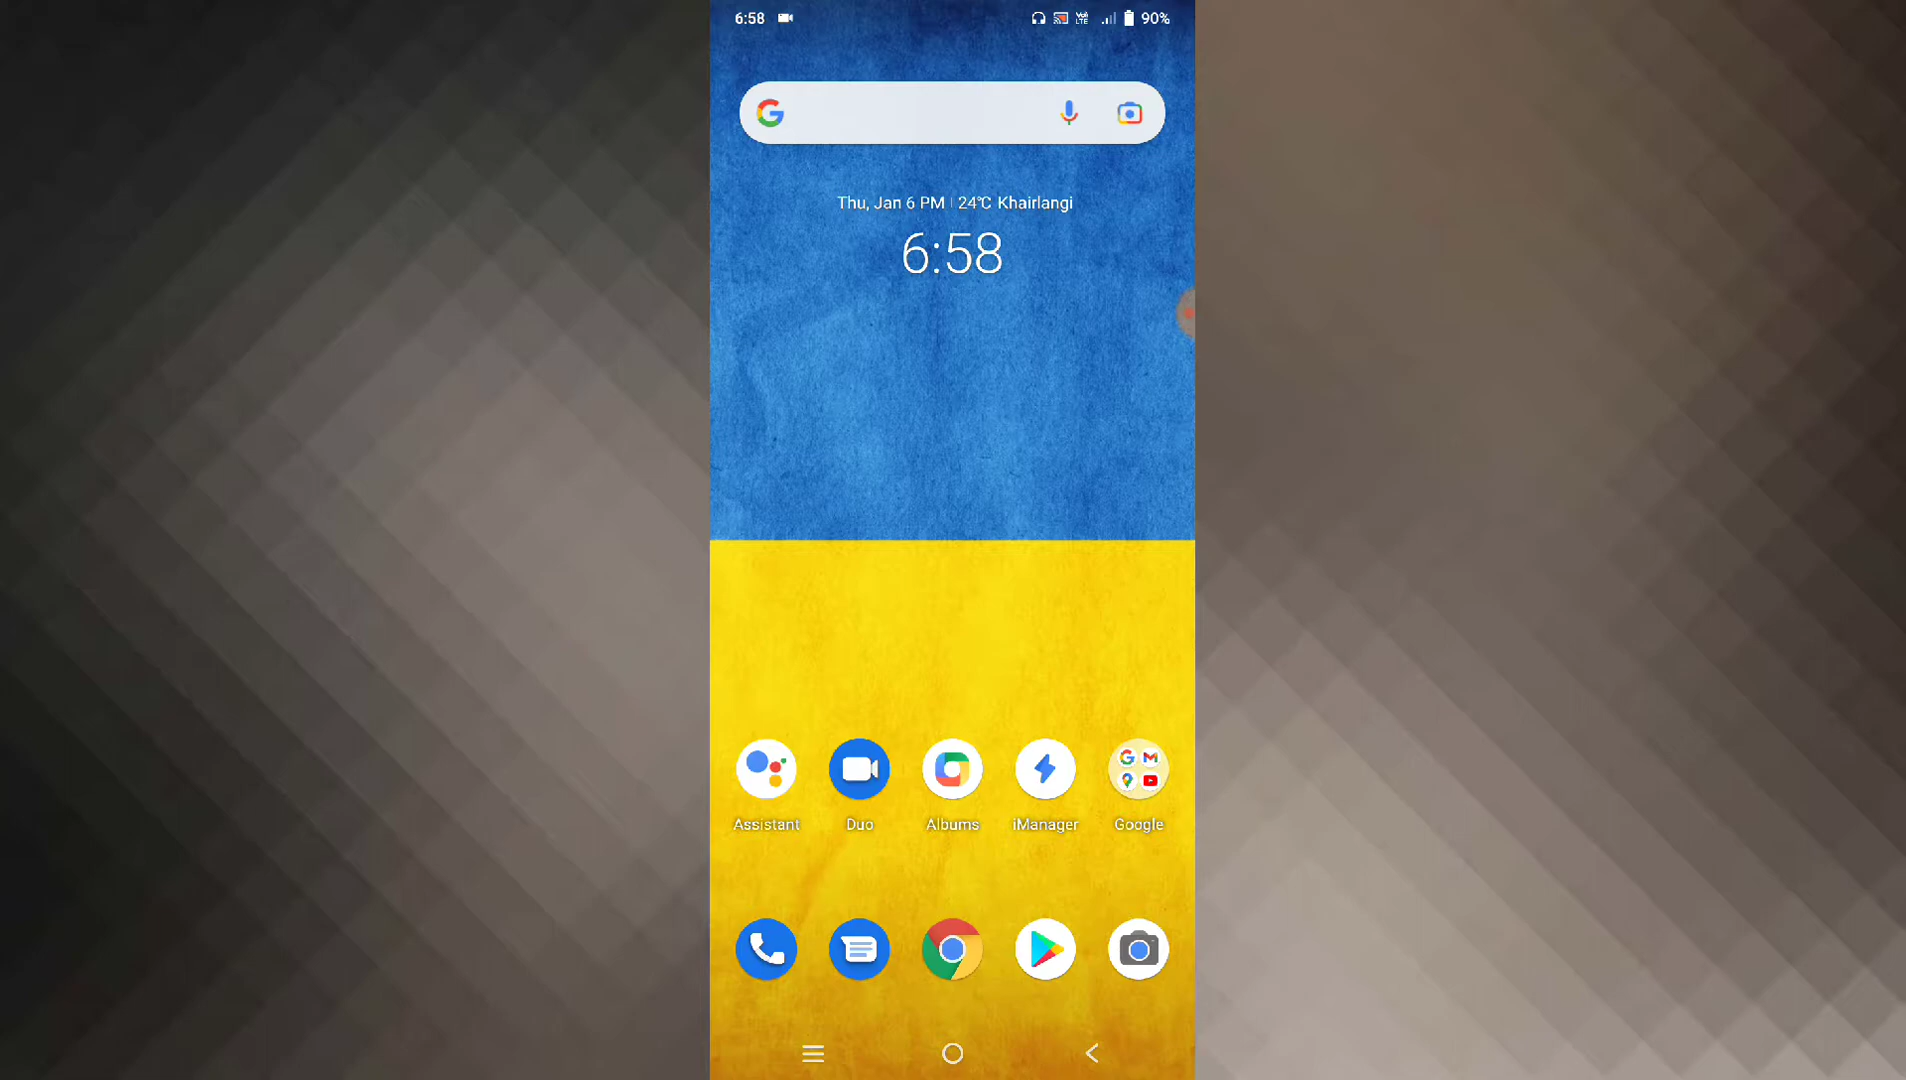 6:58 90%
Thu, Jan 6 PM | 24℃ Khairlangi
6:58
Assistant Duo Albums iManager Google